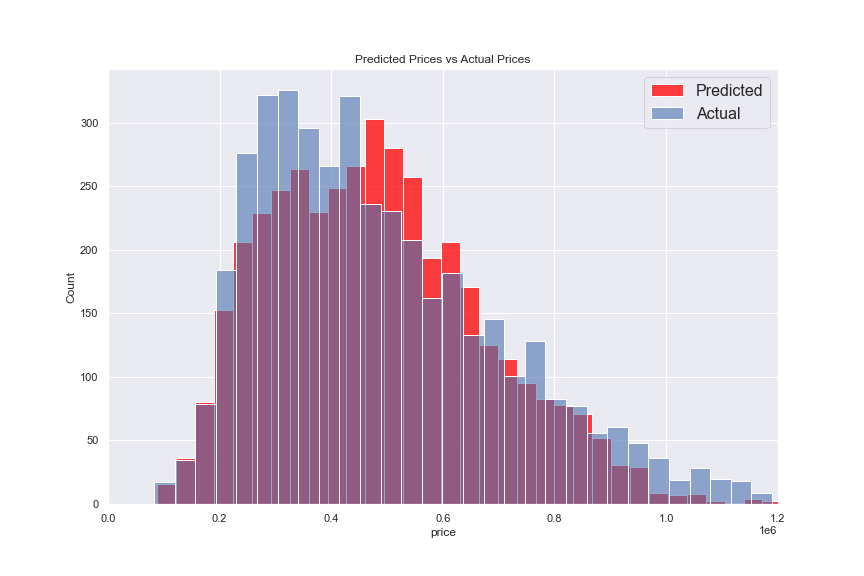 Predicted Prices vs Actual Prices
Predicted
Actual
Count
300
250
200
150
100
50
0
0.0 0.2 0.4 0.6 0.8 1.0 1.2
1e6
price